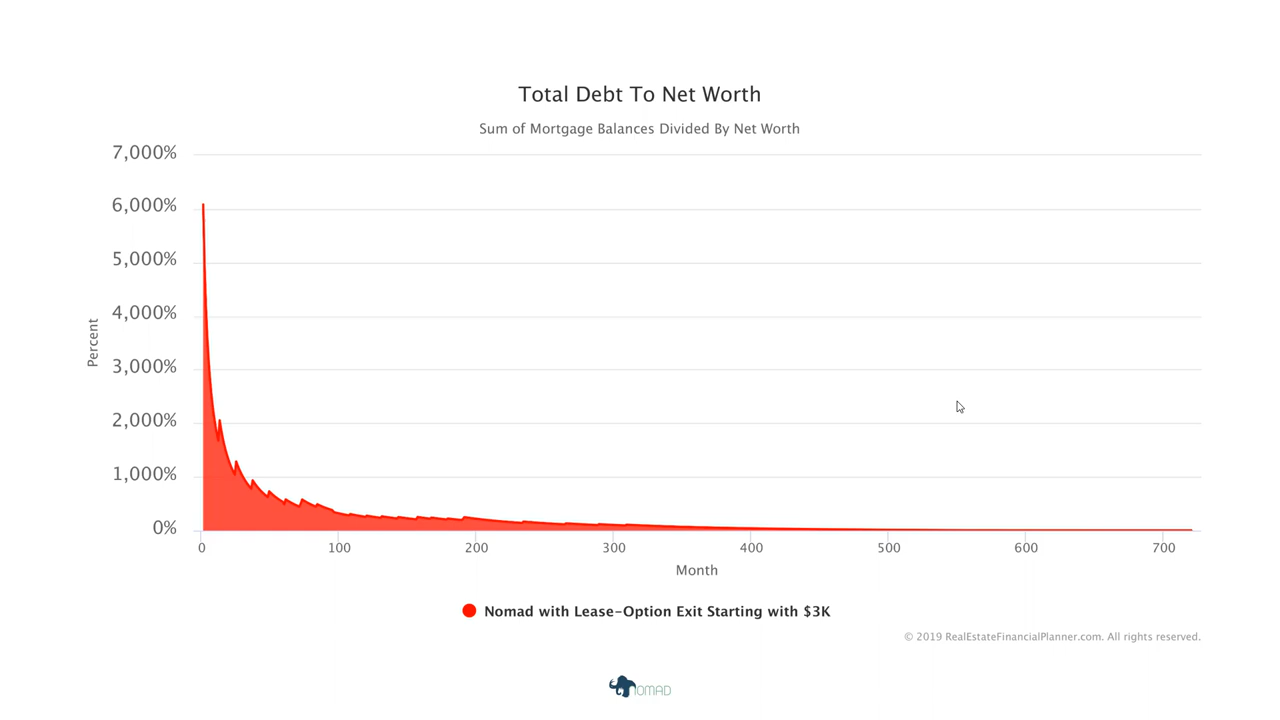 Total Debt To Net Worth
Sum of Mortgage Balances Divided By Net Worth
7,000%
6,000%
5,000%
4,000%
3,000%
2,000%
1,000%
0%
Percent
0 100 200 300 400 500 600 700
Month
Nomad with Lease-Option Exit Starting with $3K
© 2019 RealEstateFinancialPlanner.com. All rights reserved.
NOMAD